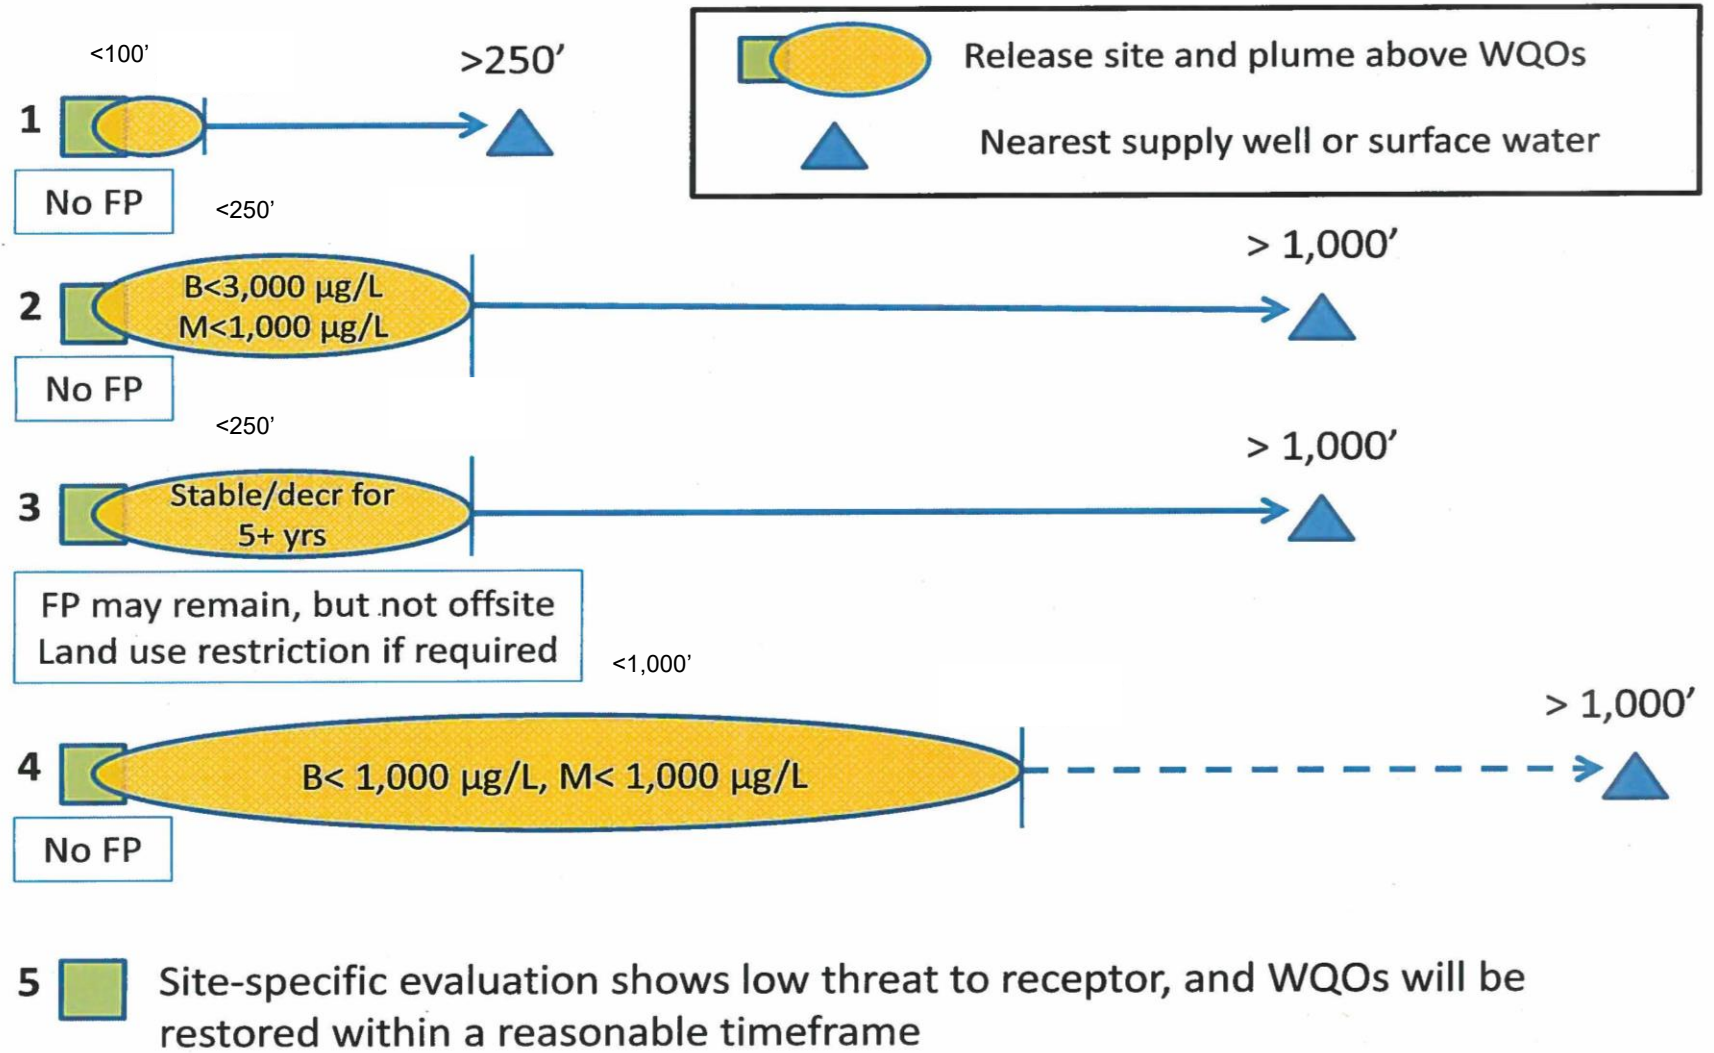 <100’
>250’
Release site and plume above WQOs
1
Nearest supply well or surface water
No FP
<250’
> 1,000’
2
B<3,000 µg/L
M<1,000 µg/L
No FP
<250’
> 1,000’
3
Stable/decr for
5+ yrs
FP may remain, but not offsite
Land use restriction if required
<1,000’
> 1,000’
4
B< 1,000 µg/L, M< 1,000 µg/L
No FP
5 Site-specific evaluation shows low threat to receptor, and WQOs will be
restored within a reasonable timeframe